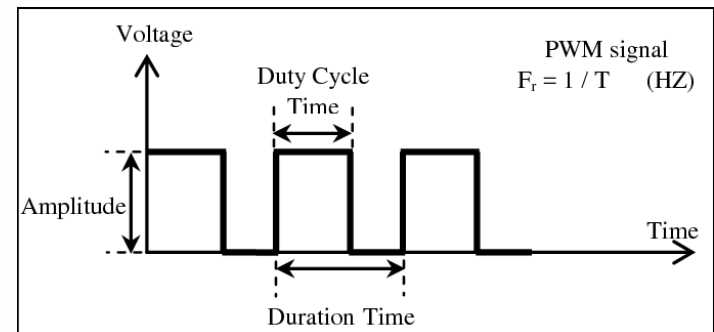 Voltage
PWM signal
Fr = 1 / T (HZ)
Duty Cycle
Time
Amplitude
Time
Duration Time